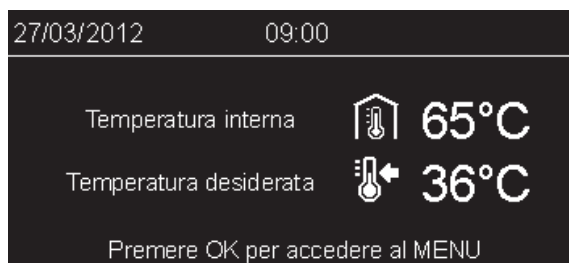 27/03/2012 09:00
Temperatura interna 65°C
Temperatura desiderata 36°C
Premere OK per accedere al MENU